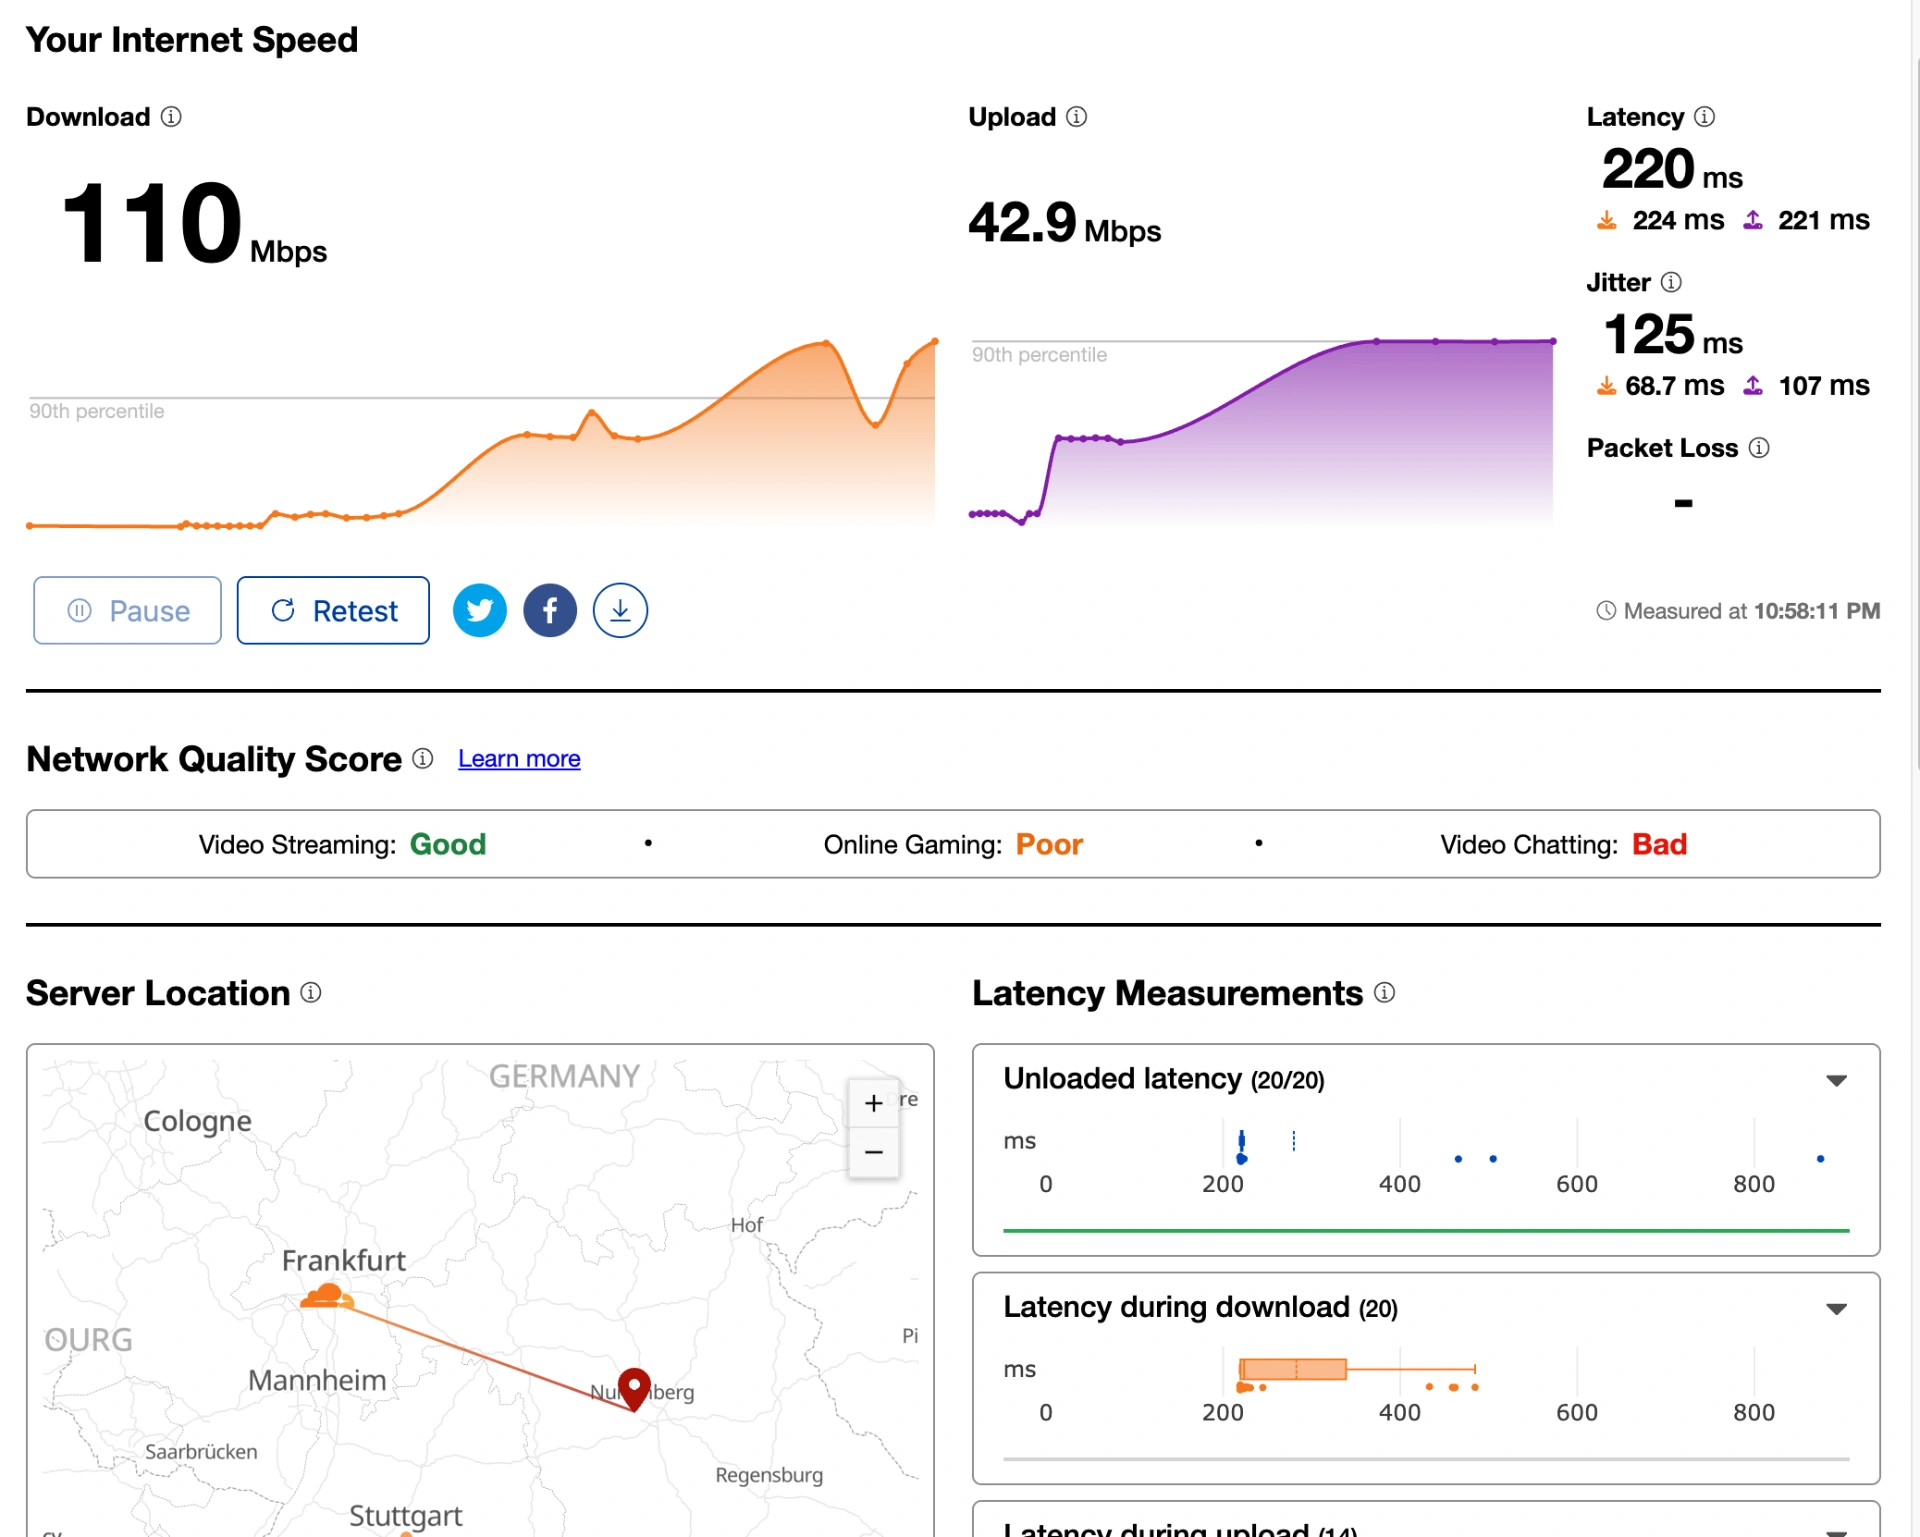 Your Internet Speed
Download
110 Mbps
90th percentile
Upload
42.9 Mbps
90th percentile
Latency
220 ms
224 ms 221 ms
Jitter
125 ms
68.7 ms 107 ms
Packet Loss
-
Pause Retest
Measured at 10:58:11 PM
Network Quality Score Learn more
Video Streaming: Good • Online Gaming: Poor • Video Chatting: Bad
Server Location
GERMANY
+
−
Cologne
Hof
Frankfurt
OURG
Pi
Mannheim
Saarbrücken
Regensburg
Stuttgart
Latency Measurements
Unloaded latency (20/20)
ms
0 200 400 600 800
Latency during download (20)
ms
0 200 400 600 800
Latency during upload (14)